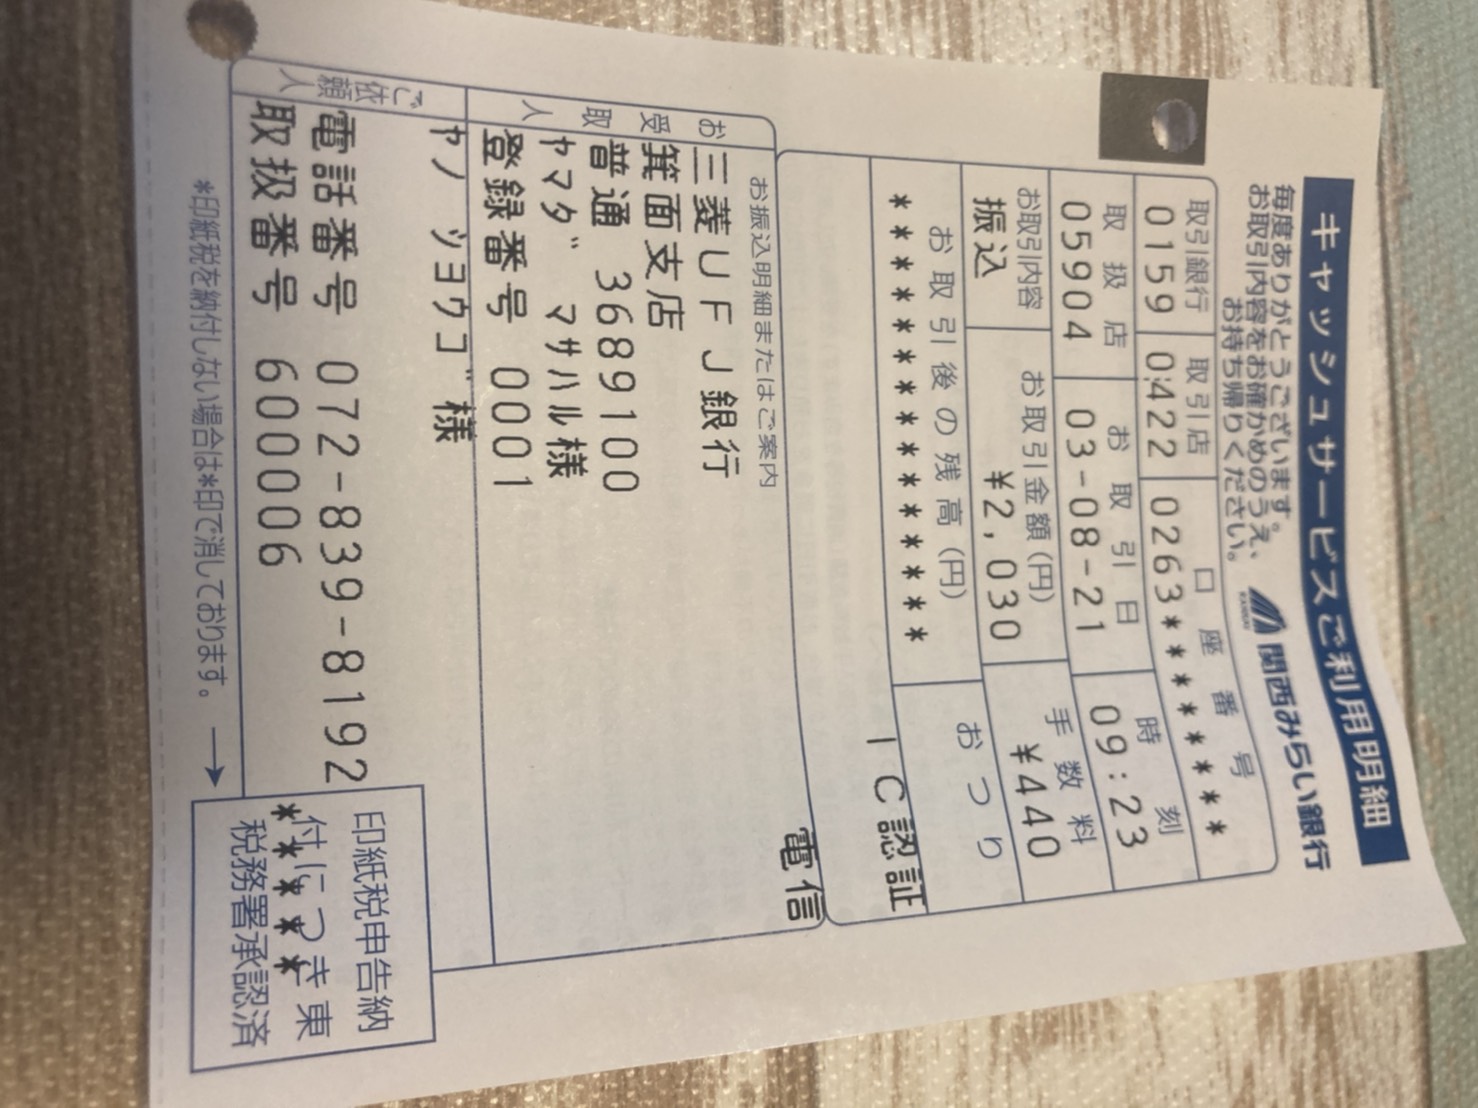 キャッシュサービスご利用明細
毎度ありがとうございます。
お取引内容をお確かめのうえ、
お持ち帰りください。
KANSAI
関西みらい銀行
取引銀行 取引店 口座番号
0159 0422 0263*********
取扱店 お取引日 時刻
05904 03-08-21 09:23
お取引内容 お取引金額(円) 手数料
振込 ¥2,030 ¥440
お取引後の残高(円) おつり
***************
IC認証
電信
お振込明細またはご案内
お受取人
三菱UFJ銀行
箕面支店
普通 3689100
ヤマダ マサハル様
登録番号 0001
ご依頼人
ヤノ ショウコ゛様
電話番号 072-839-8192
取扱番号 600006
*印紙税を納付しない場合は*印で消しております。→
印紙税申告納
付につき東
*****
税務署承認済